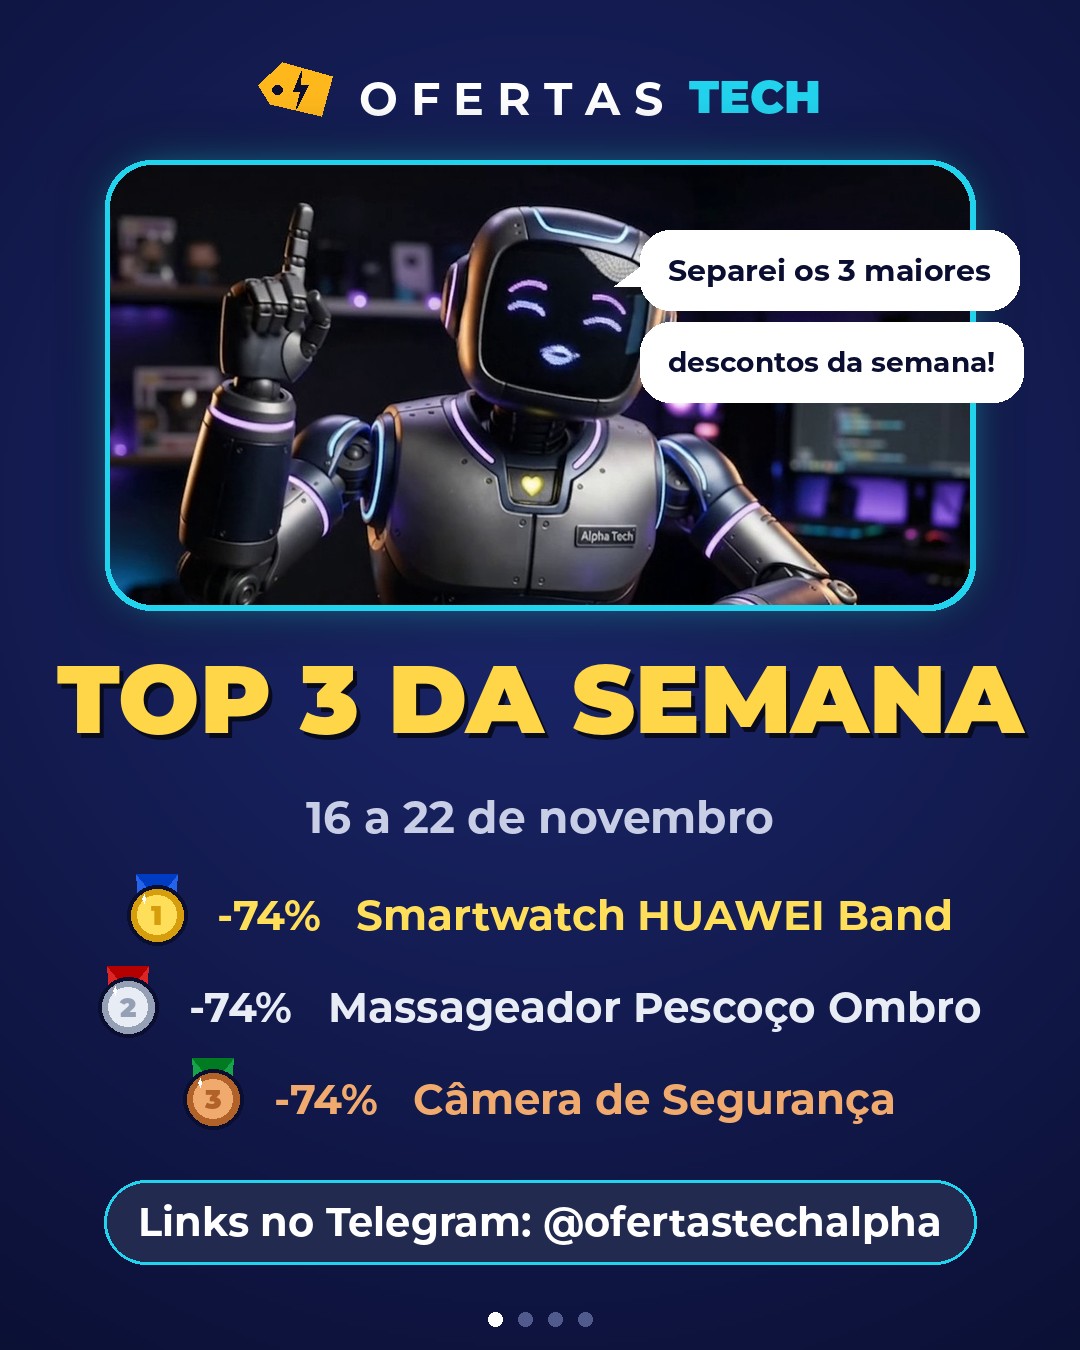 OFERTAS TECH
Separei os 3 maiores
descontos da semana!
Alpha Tech
TOP 3 DA SEMANA
16 a 22 de novembro
1 -74% Smartwatch HUAWEI Band
2 -74% Massageador Pescoço Ombro
3 -74% Câmera de Segurança
Links no Telegram: @ofertastechalpha